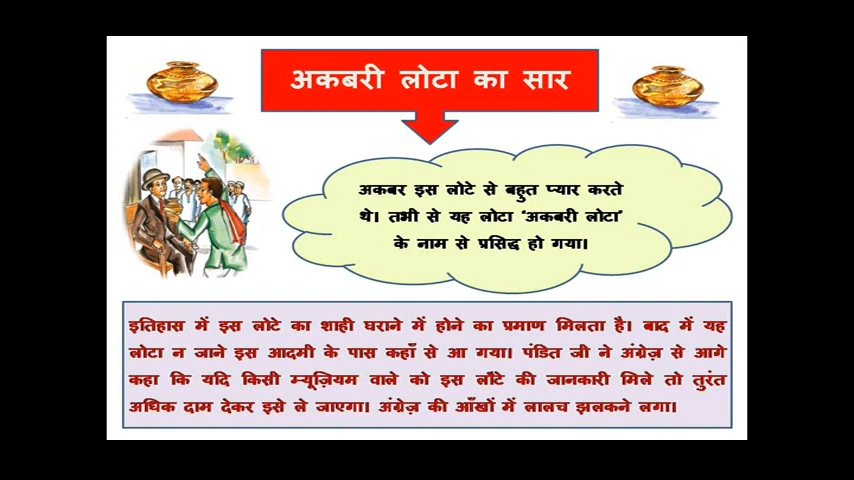 अकबरी लोटा का सार
अकबर इस लोटे से बहुत प्यार करते
थे। तभी से यह लोटा ‘अकबरी लोटा’
के नाम से प्रसिद्ध हो गया।
इतिहास में इस लोटे का शाही घराने में होने का प्रमाण मिलता है। बाद में यह
लोटा न जाने इस आदमी के पास कहाँ से आ गया। पंडित जी ने अंग्रेज़ से आगे
कहा कि यदि किसी म्यूज़ियम वाले को इस लौटे की जानकारी मिले तो तुरंत
अधिक दाम देकर इसे ले जाएगा। अंग्रेज़ की आँखों में लालच झलकने लगा।